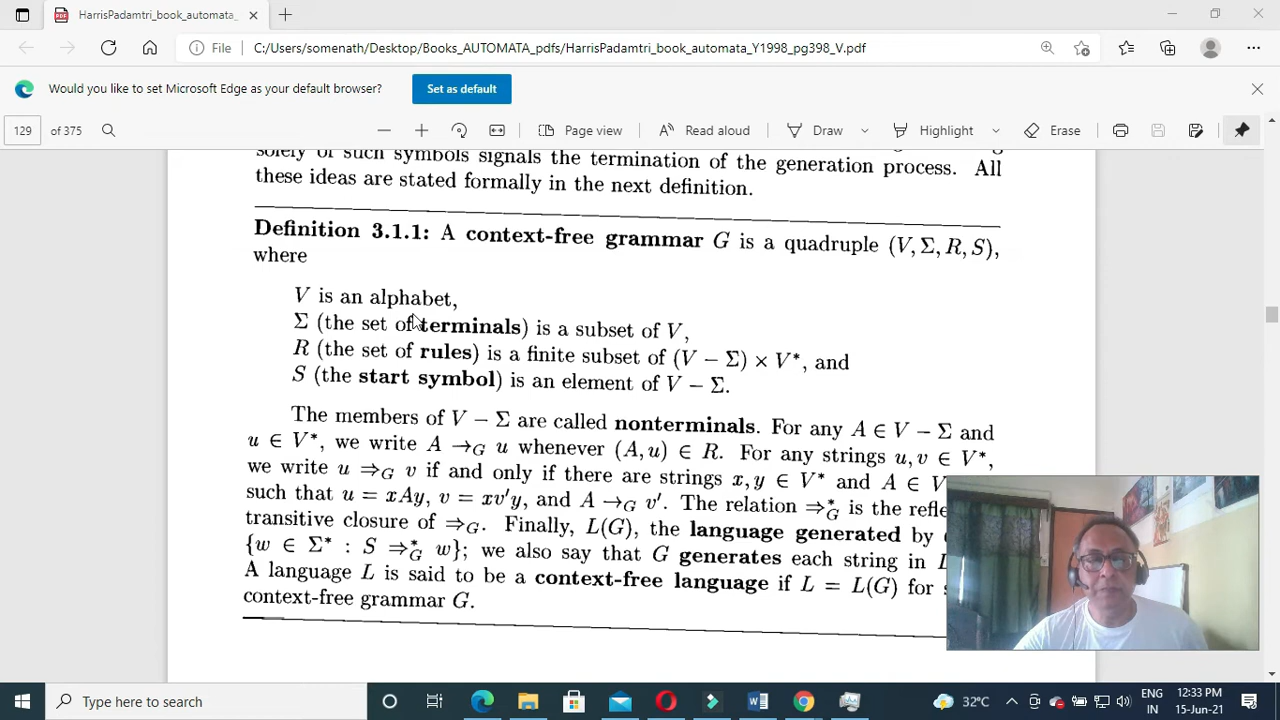 HarrisPadamtri_book_automata_
File
C:/Users/somenath/Desktop/Books_AUTOMATA_pdfs/HarrisPadamtri_book_automata_Y1998_pg398_V.pdf
Would you like to set Microsoft Edge as your default browser?
Set as default
129 of 375
Page view
Read aloud
Draw
Highlight
Erase
solely of such symbols signals the termination of the generation process. All
these ideas are stated formally in the next definition.
Definition 3.1.1: A context-free grammar G is a quadruple (V, Σ, R, S),
where
V is an alphabet,
Σ (the set of terminals) is a subset of V,
R (the set of rules) is a finite subset of (V − Σ) × V*, and
S (the start symbol) is an element of V − Σ.
The members of V − Σ are called nonterminals. For any A ∈ V − Σ and
u ∈ V*, we write A →G u whenever (A, u) ∈ R. For any strings u, v ∈ V*,
we write u ⇒G v if and only if there are strings x, y ∈ V* and A ∈ V
such that u = xAy, v = xv′y, and A →G v′. The relation ⇒*G is the refle
transitive closure of ⇒G. Finally, L(G), the language generated by
{w ∈ Σ* : S ⇒*G w}; we also say that G generates each string in L
A language L is said to be a context-free language if L = L(G) for s
context-free grammar G.
Type here to search
32°C
ENG
IN
12:33 PM
15-Jun-21